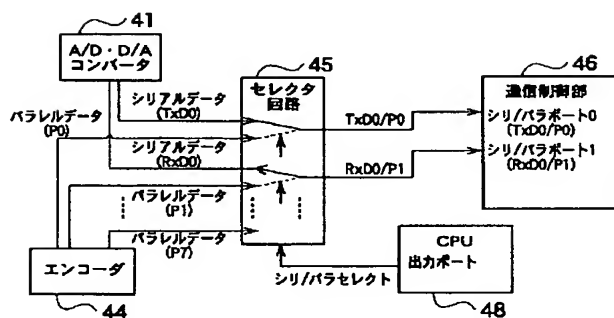 41
A/D・D/A
コンバータ
シリアルデータ
(TxD0)
パラレルデータ
(P0)
シリアルデータ
(RxD0)
パラレルデータ
(P1)
パラレルデータ
(P7)
エンコーダ
44
45
セレクタ
回路
TxD0/P0
RxD0/P1
シリ/パラセレクト
46
通信制御部
シリ/パラポート0
(TxD0/P0)
シリ/パラポート1
(RxD0/P1)
CPU
出力ポート
48